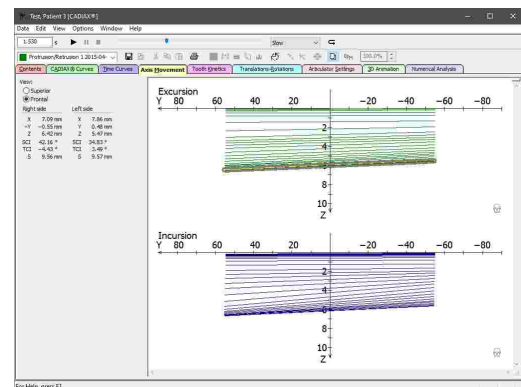 Test, Patient 1 [CADIAX®]
Data Edit View Options Window Help
1.530 s Slow
Protrusion/Retrusion 1 2015-04- 100.0%
Contents CADIAX® Curves Time Curves Axis Movement Tooth Kinetics Translations-Rotations Articulator Settings 3D Animation Numerical Analysis
View:
Superior
Frontal
Right side Left side
X 7.09 mm X 7.86 mm
-Y -0.55 mm Y 0.48 mm
Z 6.42 mm Z 5.47 mm
SCI 42.16 ° SCI 34.83 °
TCI -4.43 ° TCI 3.49 °
S 9.56 mm S 9.57 mm
Excursion
Y 80 60 40 20 -20 -40 -60 -80
2
4
8
10
Z
Incursion
Y 80 60 40 20 -20 -40 -60 -80
2
4
6
8
10
Z
For Help, press F1